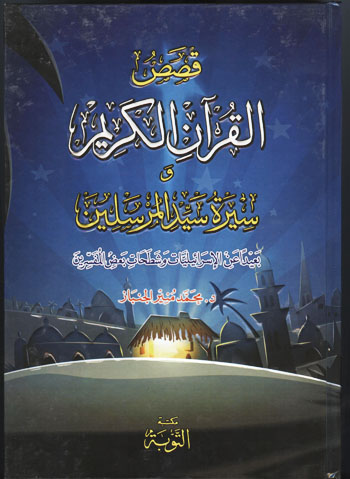 قصص
القرآن الكريم
و
سيرة سيد المرسلين
بعيداً عن الإسرائيليات وشطحات بعض المفسرين
د. محمد منير الجنباز
مكتبة
التوبة